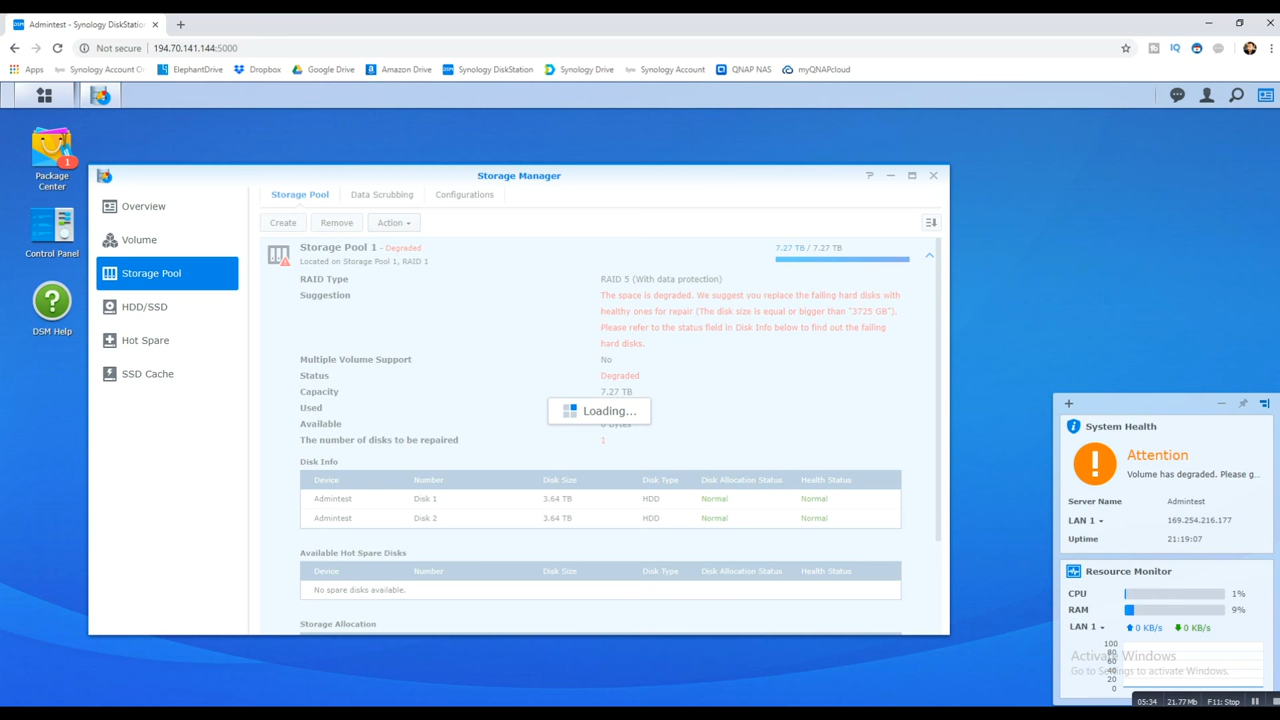 Admintest - Synology DiskStation
Not secure
194.70.141.144:5000
IQ
Apps
Synology Account Or
ElephantDrive
Dropbox
Google Drive
Amazon Drive
DSM
Synology DiskStation
Synology Drive
Synology Account
QNAP NAS
myQNAPcloud
1
Package
Center
Control Panel
DSM Help
Storage Manager
Overview
Volume
Storage Pool
HDD/SSD
Hot Spare
SSD Cache
Storage Pool
Data Scrubbing
Configurations
Create
Remove
Action
Storage Pool 1 - Degraded
7.27 TB / 7.27 TB
Located on Storage Pool 1, RAID 1
RAID Type
RAID 5 (With data protection)
Suggestion
The space is degraded. We suggest you replace the failing hard disks with
healthy ones for repair (The disk size is equal or bigger than "3725 GB").
Please refer to the status field in Disk Info below to find out the failing
hard disks.
Multiple Volume Support
No
Status
Degraded
Capacity
7.27 TB
Used
Loading...
Available
0 Bytes
The number of disks to be repaired
1
Disk Info
Device Number Disk Size Disk Type Disk Allocation Status Health Status
Admintest Disk 1 3.64 TB HDD Normal Normal
Admintest Disk 2 3.64 TB HDD Normal Normal
Available Hot Spare Disks
Device Number Disk Size Disk Type Disk Allocation Status Health Status
No spare disks available.
Storage Allocation
System Health
Attention
Volume has degraded. Please g...
Server Name Admintest
LAN 1 169.254.216.177
Uptime 21:19:07
Resource Monitor
CPU 1%
RAM 9%
LAN 1 0 KB/s 0 KB/s
100
80
60
40
20
0
Activate Windows
Go to Settings to activate Windows.
05:34 21.77 Mb F11: Stop